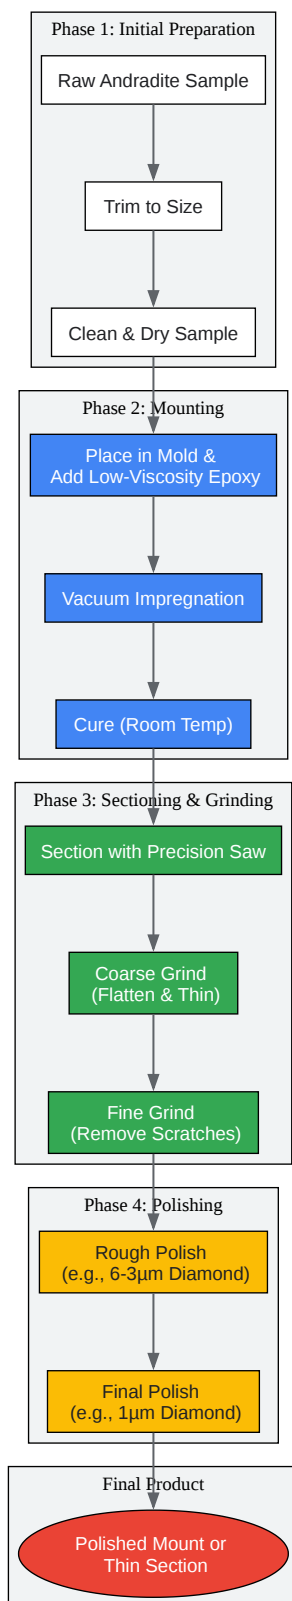 Phase 1: Initial Preparation
Raw Andradite Sample
Trim to Size
Clean & Dry Sample
Phase 2: Mounting
Place in Mold &
Add Low-Viscosity Epoxy
Vacuum Impregnation
Cure (Room Temp)
Phase 3: Sectioning & Grinding
Section with Precision Saw
Coarse Grind
(Flatten & Thin)
Fine Grind
(Remove Scratches)
Phase 4: Polishing
Rough Polish
(e.g., 6-3µm Diamond)
Final Polish
(e.g., 1µm Diamond)
Final Product
Polished Mount or
Thin Section